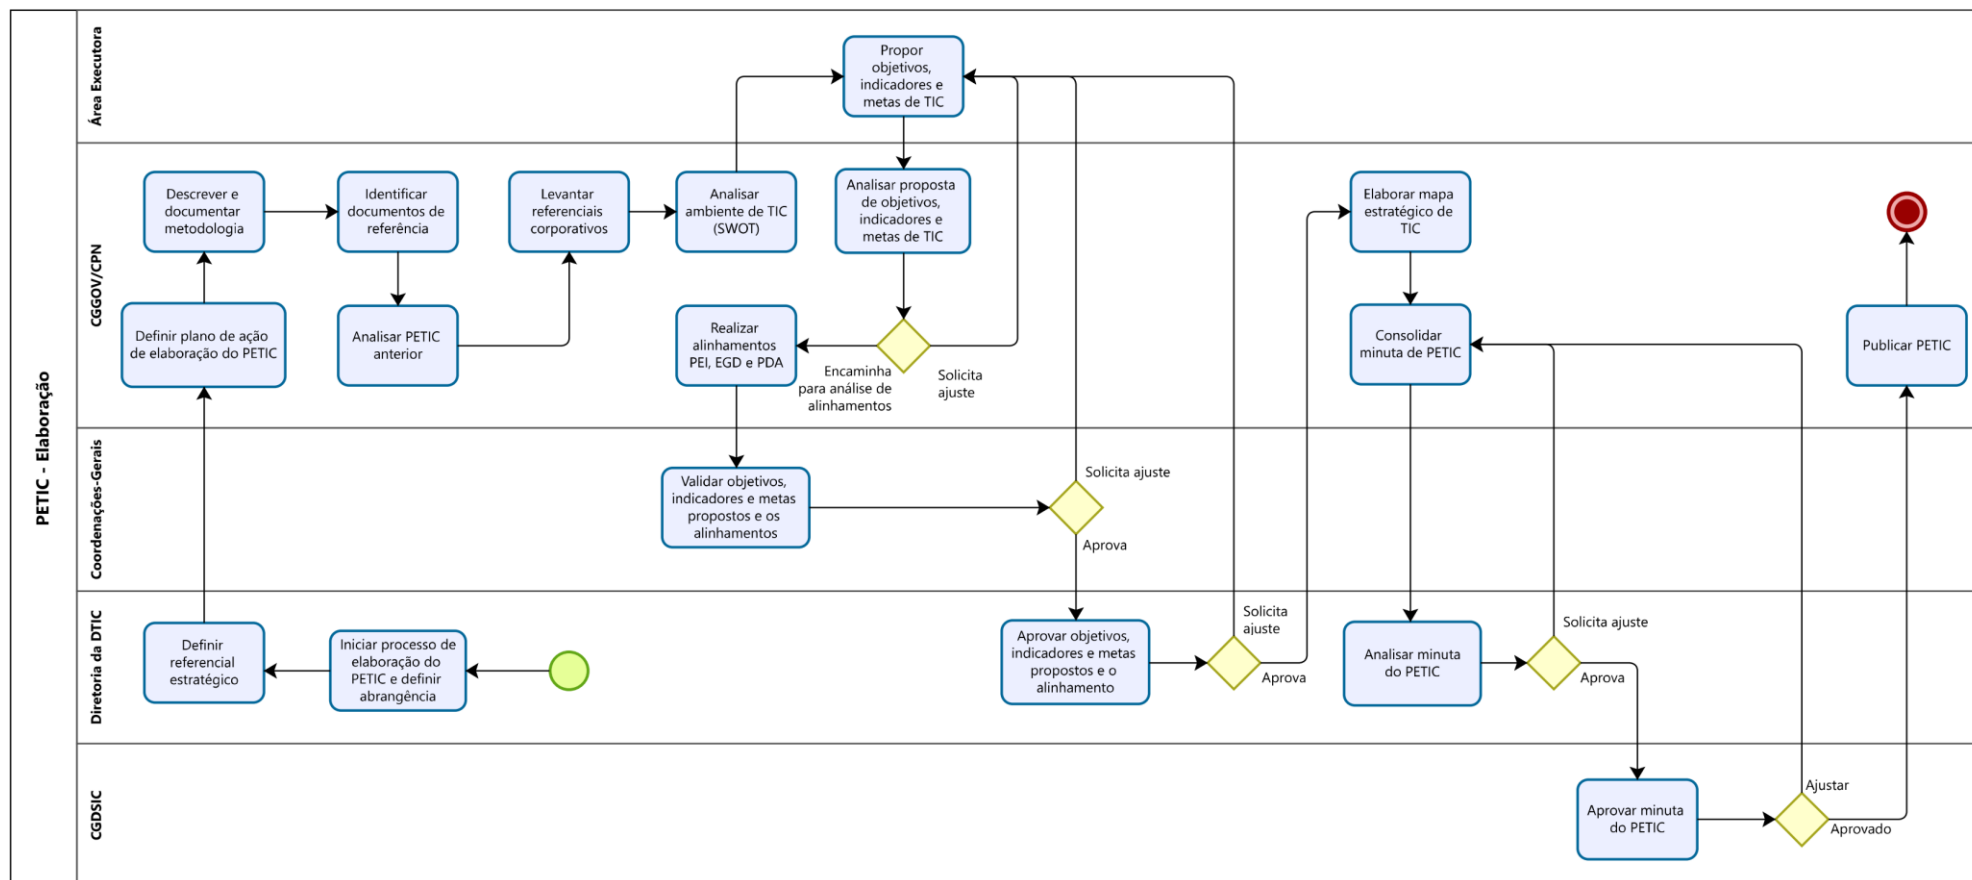 PETIC - Elaboração
Área Executora
Propor
objetivos,
indicadores e
metas de TIC
CGGOV/CPN
Descrever e
documentar
metodologia
Identificar
documentos de
referência
Levantar
referenciais
corporativos
Analisar
ambiente de TIC
(SWOT)
Analisar proposta
de objetivos,
indicadores e
metas de TIC
Elaborar mapa
estratégico de
TIC
Definir plano de ação
de elaboração do PETIC
Analisar PETIC
anterior
Realizar
alinhamentos
PEI, EGD e PDA
Encaminha
para análise de
alinhamentos
Solicita
ajuste
Consolidar
minuta de PETIC
Publicar PETIC
Coordenações-Gerais
Validar objetivos,
indicadores e metas
propostos e os
alinhamentos
Solicita ajuste
Aprova
Diretoria da DTIC
Definir
referencial
estratégico
Iniciar processo de
elaboração do
PETIC e definir
abrangência
Aprovar objetivos,
indicadores e metas
propostos e o
alinhamento
Solicita
ajuste
Aprova
Analisar minuta
do PETIC
Solicita ajuste
Aprova
CGDSIC
Aprovar minuta
do PETIC
Ajustar
Aprovado